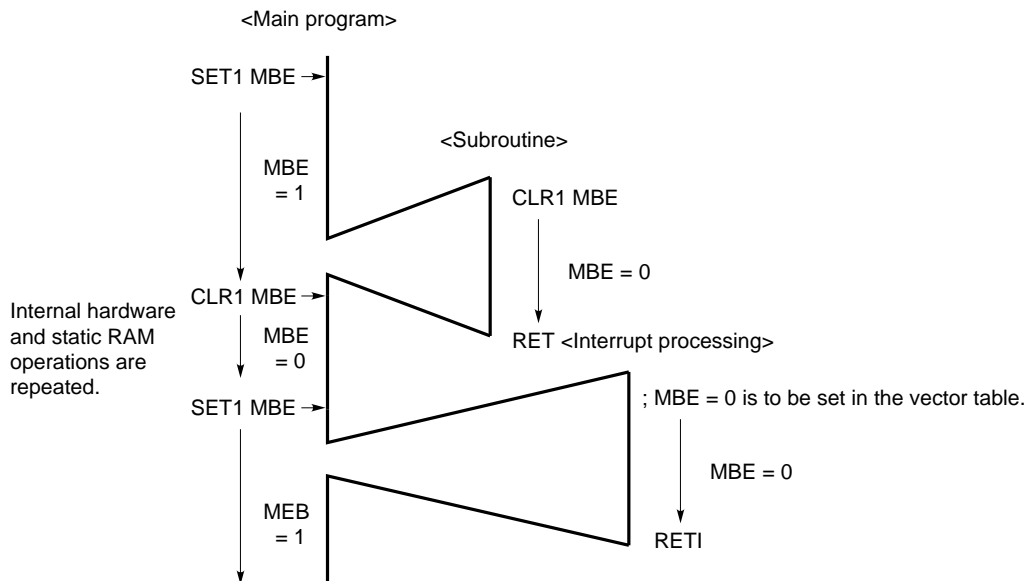 <Main program>
SET1 MBE
<Subroutine>
MBE
= 1
CLR1 MBE
MBE = 0
Internal hardware
and static RAM
operations are
repeated.
CLR1 MBE
MBE
= 0
RET <Interrupt processing>
SET1 MBE
; MBE = 0 is to be set in the vector table.
MBE = 0
MEB
= 1
RETI